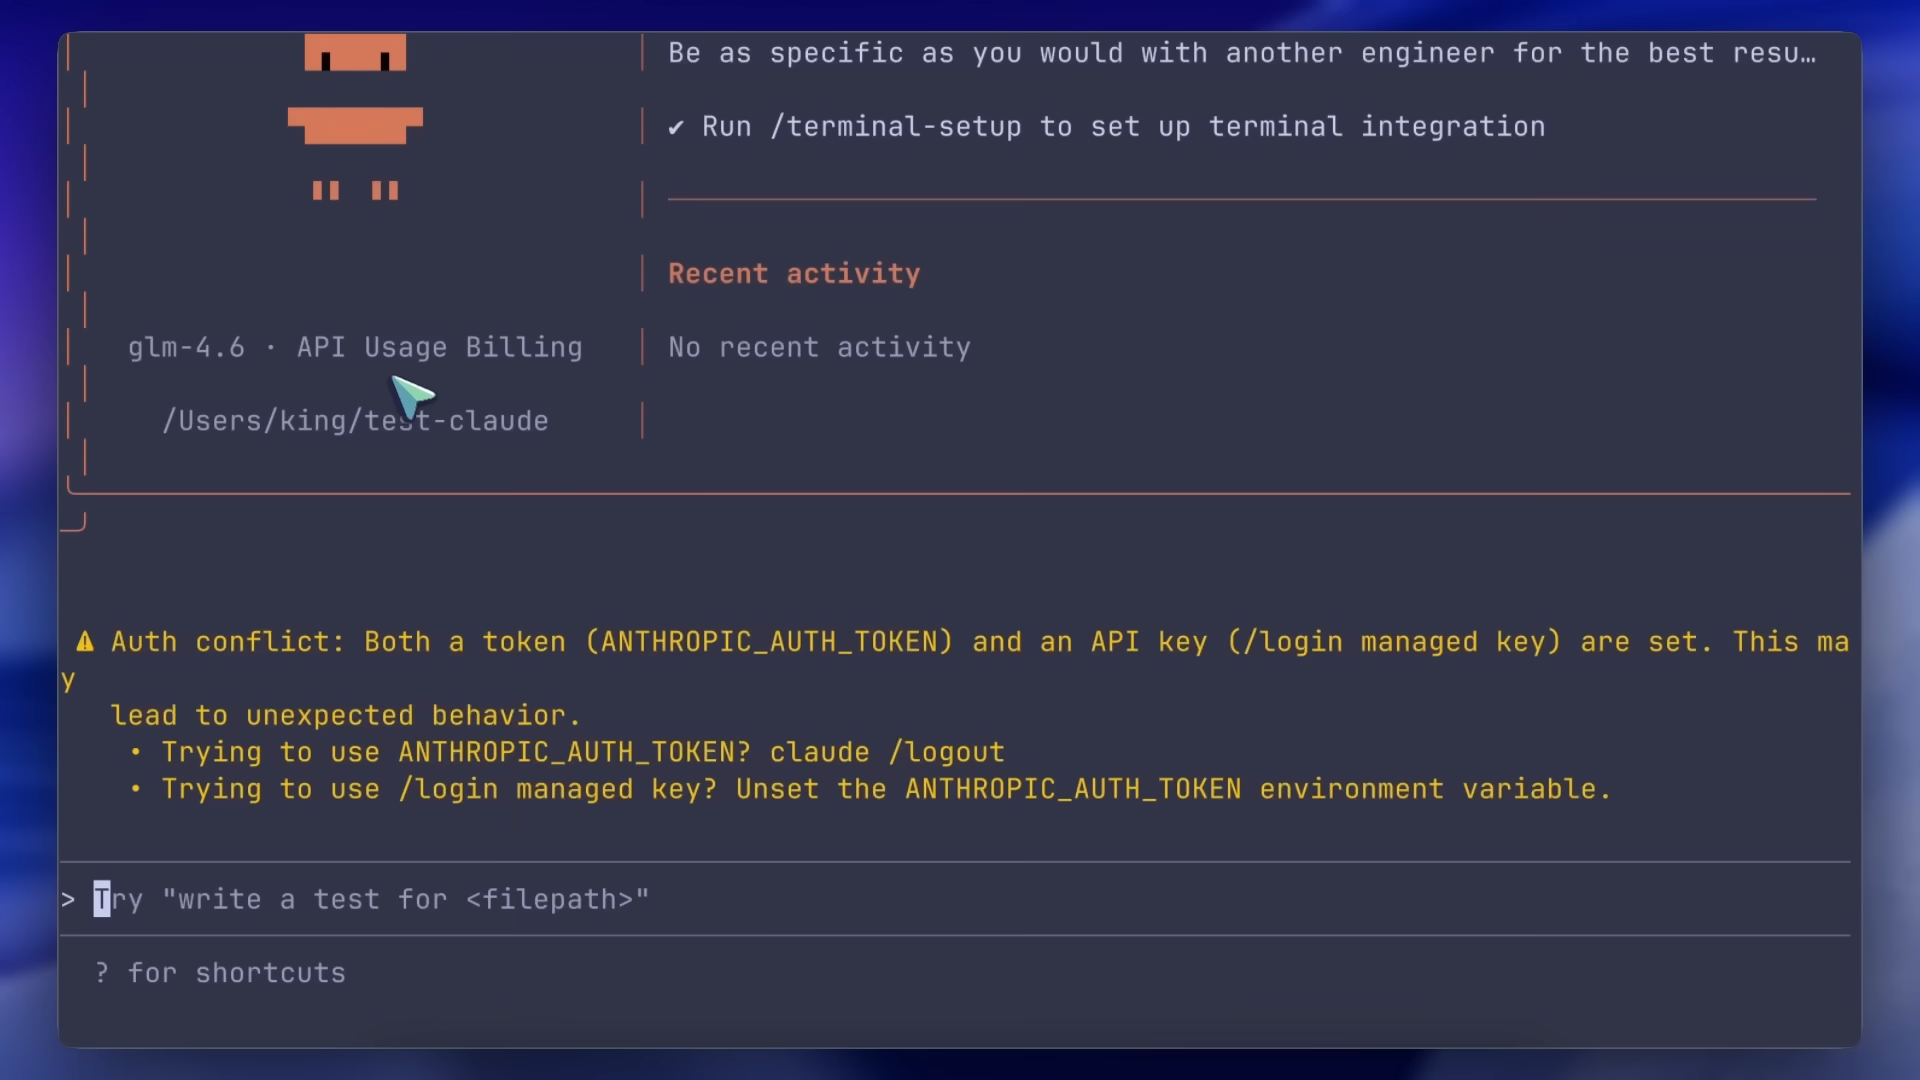 Be as specific as you would with another engineer for the best resu…
✔ Run /terminal-setup to set up terminal integration
Recent activity
glm-4.6 · API Usage Billing
No recent activity
/Users/king/test-claude
⚠ Auth conflict: Both a token (ANTHROPIC_AUTH_TOKEN) and an API key (/login managed key) are set. This ma
y
lead to unexpected behavior.
• Trying to use ANTHROPIC_AUTH_TOKEN? claude /logout
• Trying to use /login managed key? Unset the ANTHROPIC_AUTH_TOKEN environment variable.
> Try "write a test for <filepath>"
? for shortcuts